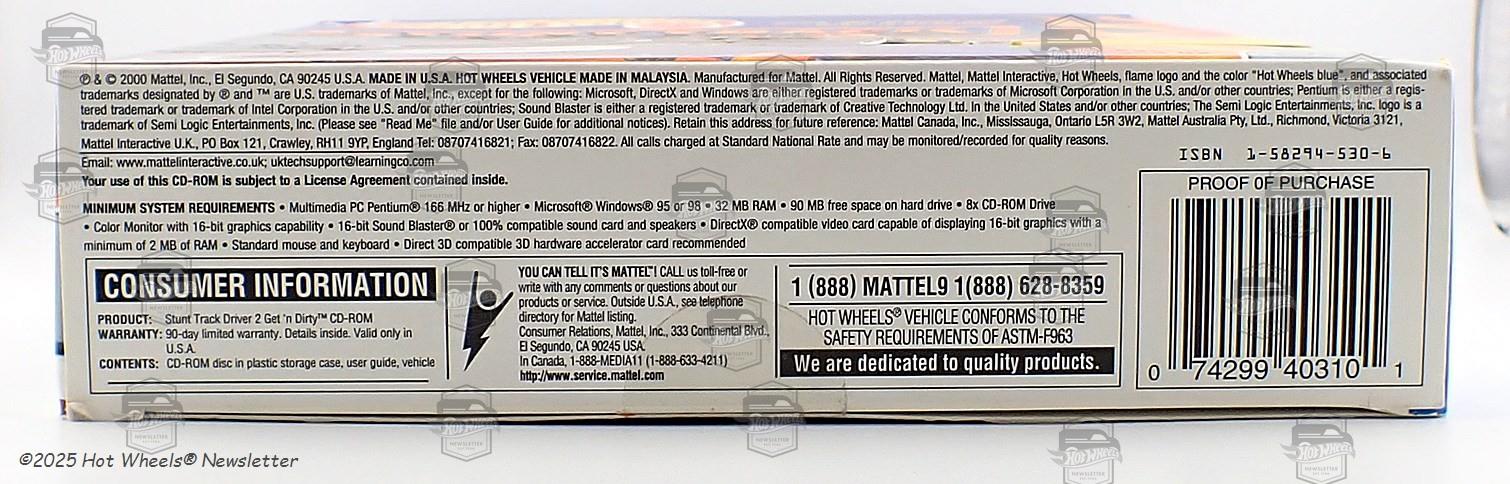 ℗ & © 2000 Mattel, Inc., El Segundo, CA 90245 U.S.A. MADE IN U.S.A. HOT WHEELS VEHICLE MADE IN MALAYSIA. Manufactured for Mattel. All Rights Reserved. Mattel, Mattel Interactive, Hot Wheels, flame logo and the color "Hot Wheels blue", and associated
trademarks designated by ® and ™ are U.S. trademarks of Mattel, Inc., except for the following: Microsoft, DirectX and Windows are either registered trademarks or trademarks of Microsoft Corporation in the U.S. and/or other countries; Pentium is either a regis-
tered trademark or trademark of Intel Corporation in the U.S. and/or other countries; Sound Blaster is either a registered trademark or trademark of Creative Technology Ltd. in the United States and/or other countries; The Semi Logic Entertainments, Inc. logo is a
trademark of Semi Logic Entertainments, Inc. (Please see "Read Me" file and/or User Guide for additional notices). Retain this address for future reference: Mattel Canada, Inc., Mississauga, Ontario L5R 3W2, Mattel Australia Pty, Ltd., Richmond, Victoria 3121,
Mattel Interactive U.K., PO Box 121, Crawley, RH11 9YP, England Tel: 08707416821; Fax: 08707416822. All calls charged at Standard National Rate and may be monitored/recorded for quality reasons.
Email: www.mattelinteractive.co.uk; uktechsupport@learningco.com
Your use of this CD-ROM is subject to a License Agreement contained inside.
MINIMUM SYSTEM REQUIREMENTS • Multimedia PC Pentium® 166 MHz or higher • Microsoft® Windows® 95 or 98 • 32 MB RAM • 90 MB free space on hard drive • 8x CD-ROM Drive
• Color Monitor with 16-bit graphics capability • 16-bit Sound Blaster® or 100% compatible sound card and speakers • DirectX® compatible video card capable of displaying 16-bit graphics with a
minimum of 2 MB of RAM • Standard mouse and keyboard • Direct 3D compatible 3D hardware accelerator card recommended
CONSUMER INFORMATION
PRODUCT: Stunt Track Driver 2 Get 'n Dirty™ CD-ROM
WARRANTY: 90-day limited warranty. Details inside. Valid only in
U.S.A.
CONTENTS: CD-ROM disc in plastic storage case, user guide, vehicle
YOU CAN TELL IT'S MATTEL™! CALL us toll-free or
write with any comments or questions about our
products or service. Outside U.S.A., see telephone
directory for Mattel listing.
Consumer Relations, Mattel, Inc., 333 Continental Blvd.,
El Segundo, CA 90245 USA.
In Canada, 1-888-MEDIA11 (1-888-633-4211)
http://www.service.mattel.com
1 (888) MATTEL9 1(888) 628-8359
HOT WHEELS® VEHICLE CONFORMS TO THE
SAFETY REQUIREMENTS OF ASTM-F963
We are dedicated to quality products.
ISBN 1-58294-530-6
PROOF OF PURCHASE
0 74299 40310 1
©2025 Hot Wheels® Newsletter